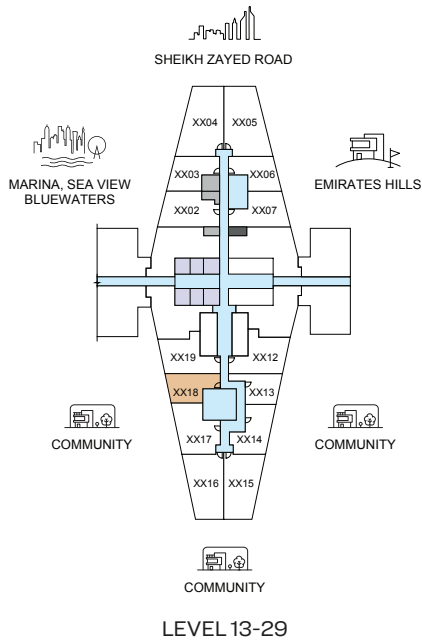 SHEIKH ZAYED ROAD
XX04 XX05
MARINA, SEA VIEW
BLUEWATERS
EMIRATES HILLS
XX03 XX06
XX02 XX07
XX19 XX12
XX18 XX13
COMMUNITY
COMMUNITY
XX17 XX14
XX16 XX15
COMMUNITY
LEVEL 13-29